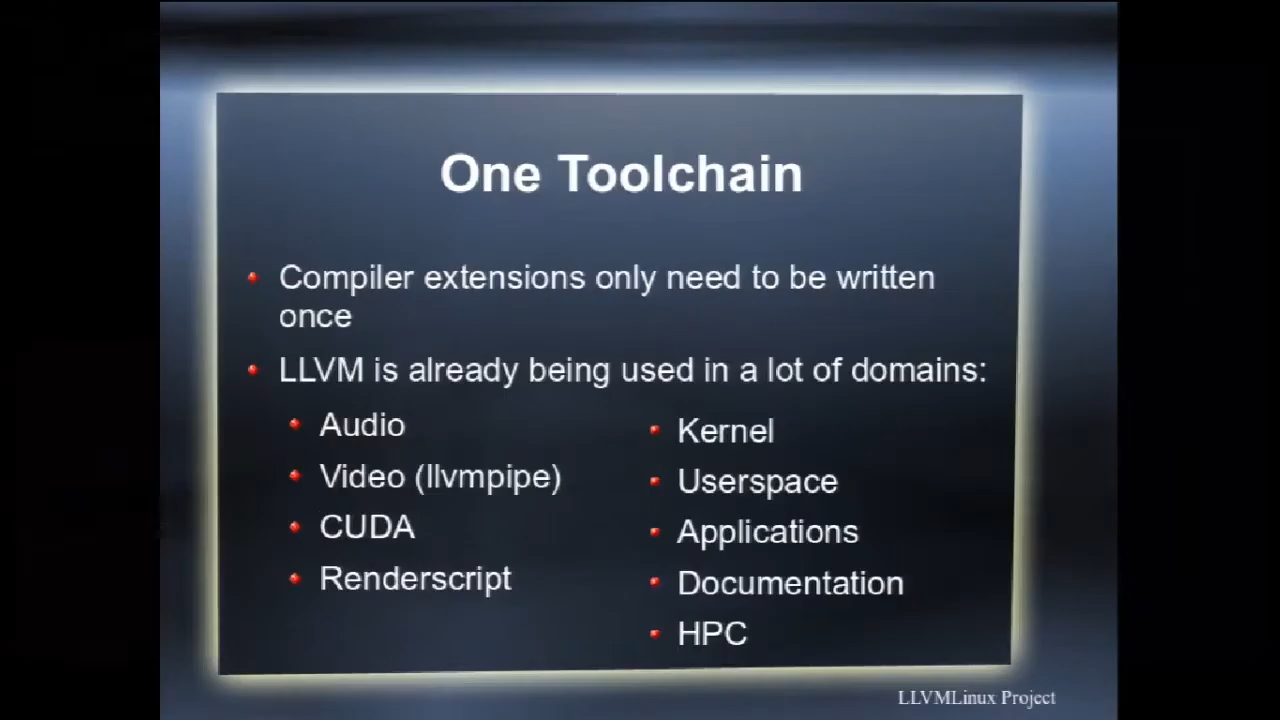 One Toolchain
Compiler extensions only need to be written
once
LLVM is already being used in a lot of domains:
Audio
Video (llvmpipe)
CUDA
Renderscript
Kernel
Userspace
Applications
Documentation
HPC
LLVMLinux Project